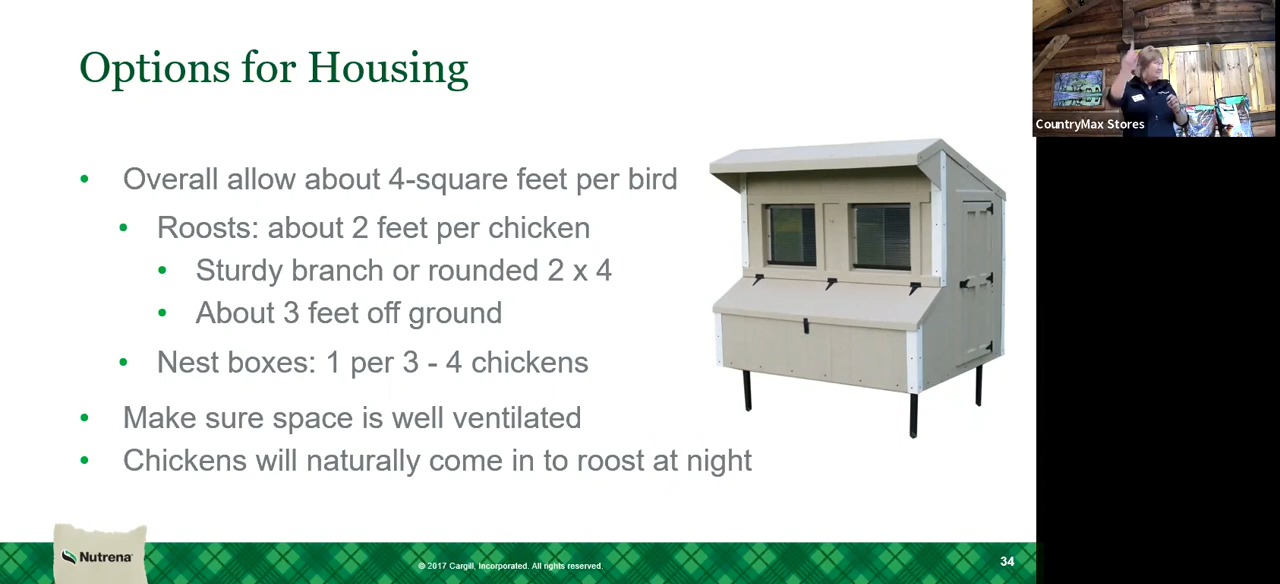 Options for Housing
CountryMax Stores
• Overall allow about 4-square feet per bird
• Roosts: about 2 feet per chicken
• Sturdy branch or rounded 2 x 4
• About 3 feet off ground
• Nest boxes: 1 per 3 - 4 chickens
• Make sure space is well ventilated
• Chickens will naturally come in to roost at night
Nutrena
© 2017 Cargill, Incorporated. All rights reserved.
34